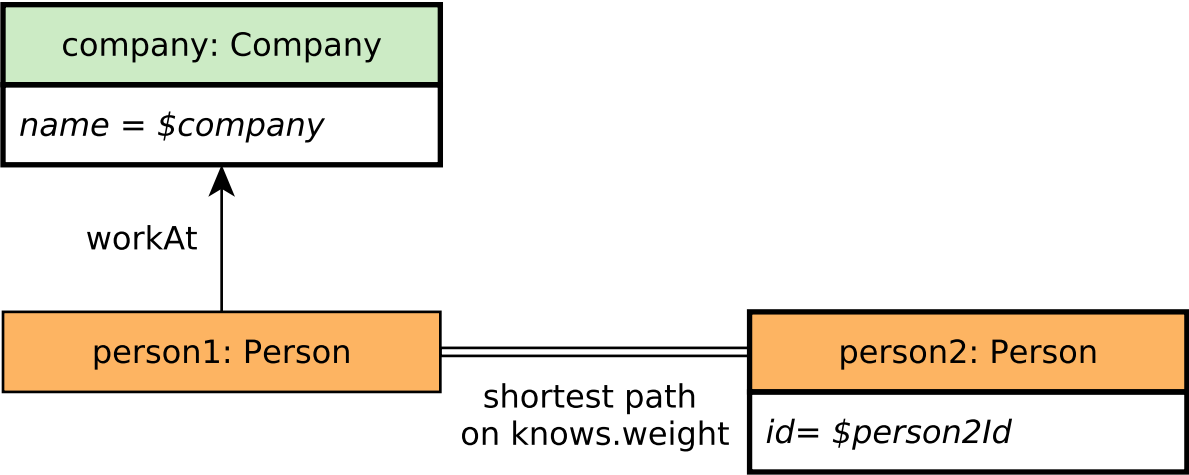 company: Company
name = $company
workAt
person1: Person
person2: Person
shortest path
on knows.weight
id= $person2Id